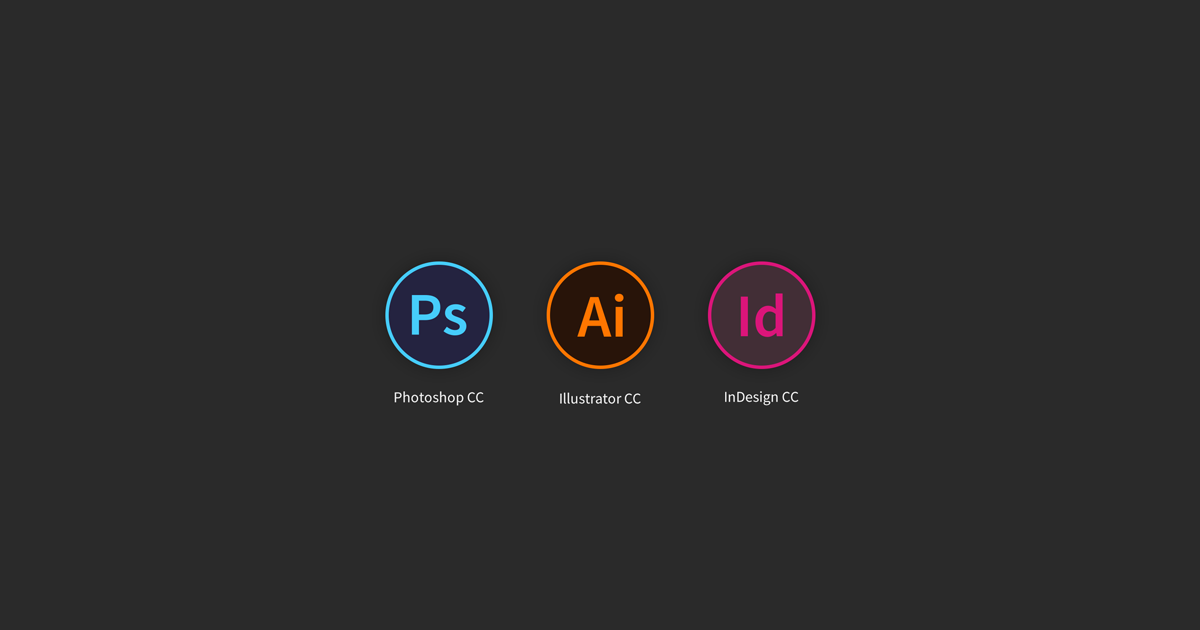 Ps
Ai
Id
Photoshop CC
Illustrator CC
InDesign CC